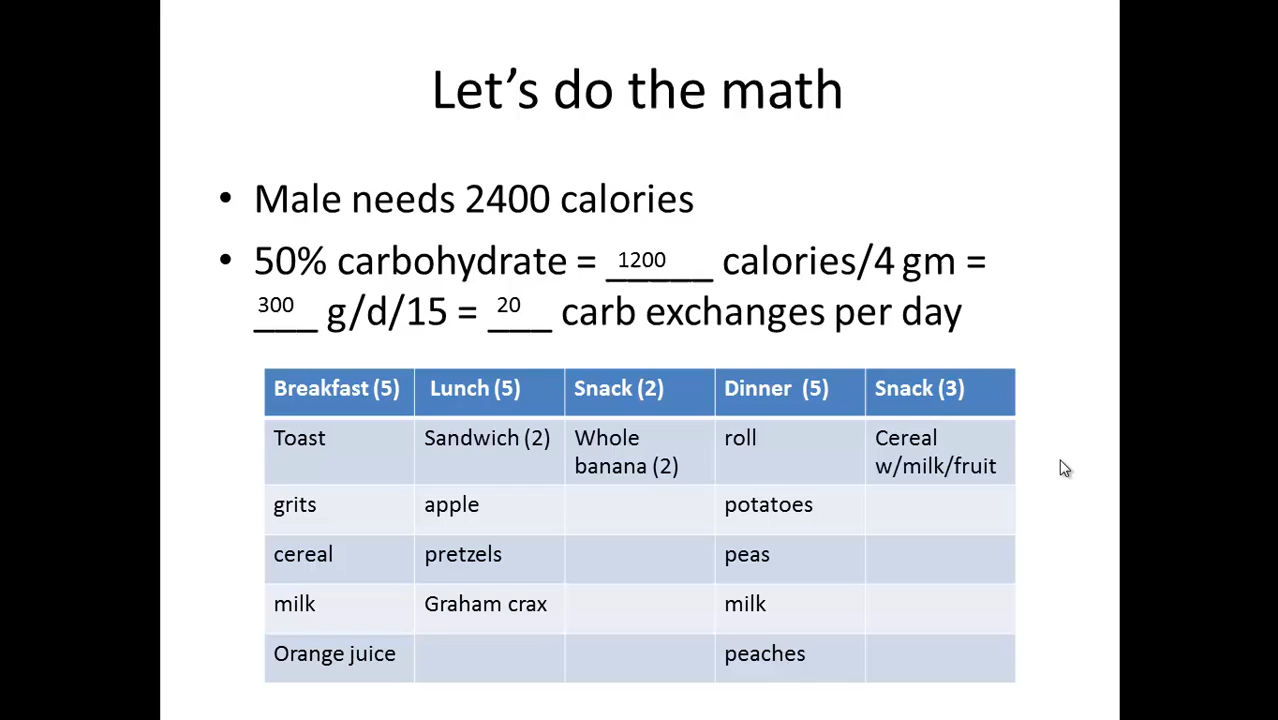 Let's do the math
• Male needs 2400 calories
• 50% carbohydrate = 1200 calories/4 gm =
300 g/d/15 = 20 carb exchanges per day
Breakfast (5) Lunch (5) Snack (2) Dinner (5) Snack (3)
Toast Sandwich (2) Whole banana (2) roll Cereal w/milk/fruit
grits apple potatoes
cereal pretzels peas
milk Graham crax milk
Orange juice peaches